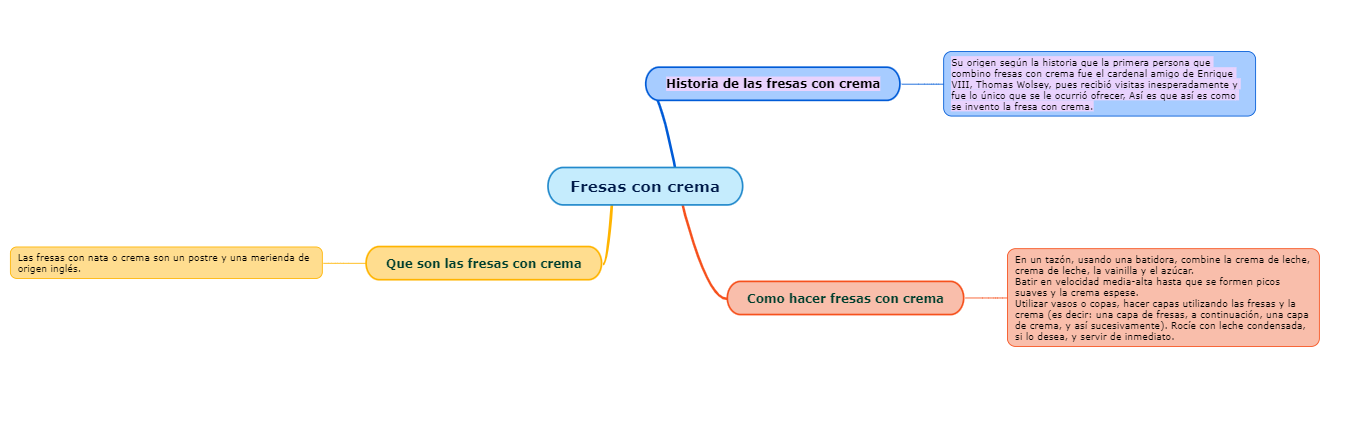 Historia de las fresas con crema
Su origen según la historia que la primera persona que
combino fresas con crema fue el cardenal amigo de Enrique
VIII, Thomas Wolsey, pues recibió visitas inesperadamente y
fue lo único que se le ocurrió ofrecer, Así es que así es como
se invento la fresa con crema.
Fresas con crema
Que son las fresas con crema
Las fresas con nata o crema son un postre y una merienda de
origen inglés.
Como hacer fresas con crema
En un tazón, usando una batidora, combine la crema de leche,
crema de leche, la vainilla y el azúcar.
Batir en velocidad media-alta hasta que se formen picos
suaves y la crema espese.
Utilizar vasos o copas, hacer capas utilizando las fresas y la
crema (es decir: una capa de fresas, a continuación, una capa
de crema, y así sucesivamente). Rocíe con leche condensada,
si lo desea, y servir de inmediato.